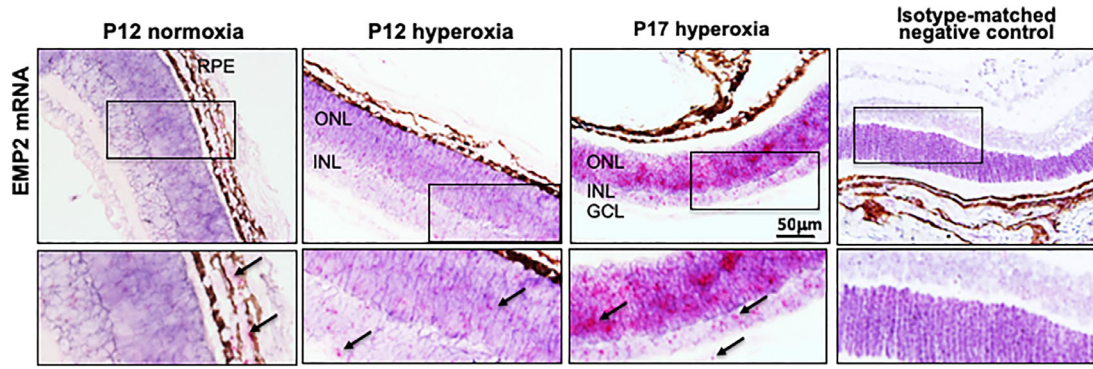 P12 normoxia
P12 hyperoxia
P17 hyperoxia
Isotype-matched
negative control
EMP2 mRNA
RPE
ONL
INL
ONL
INL
GCL
50μm